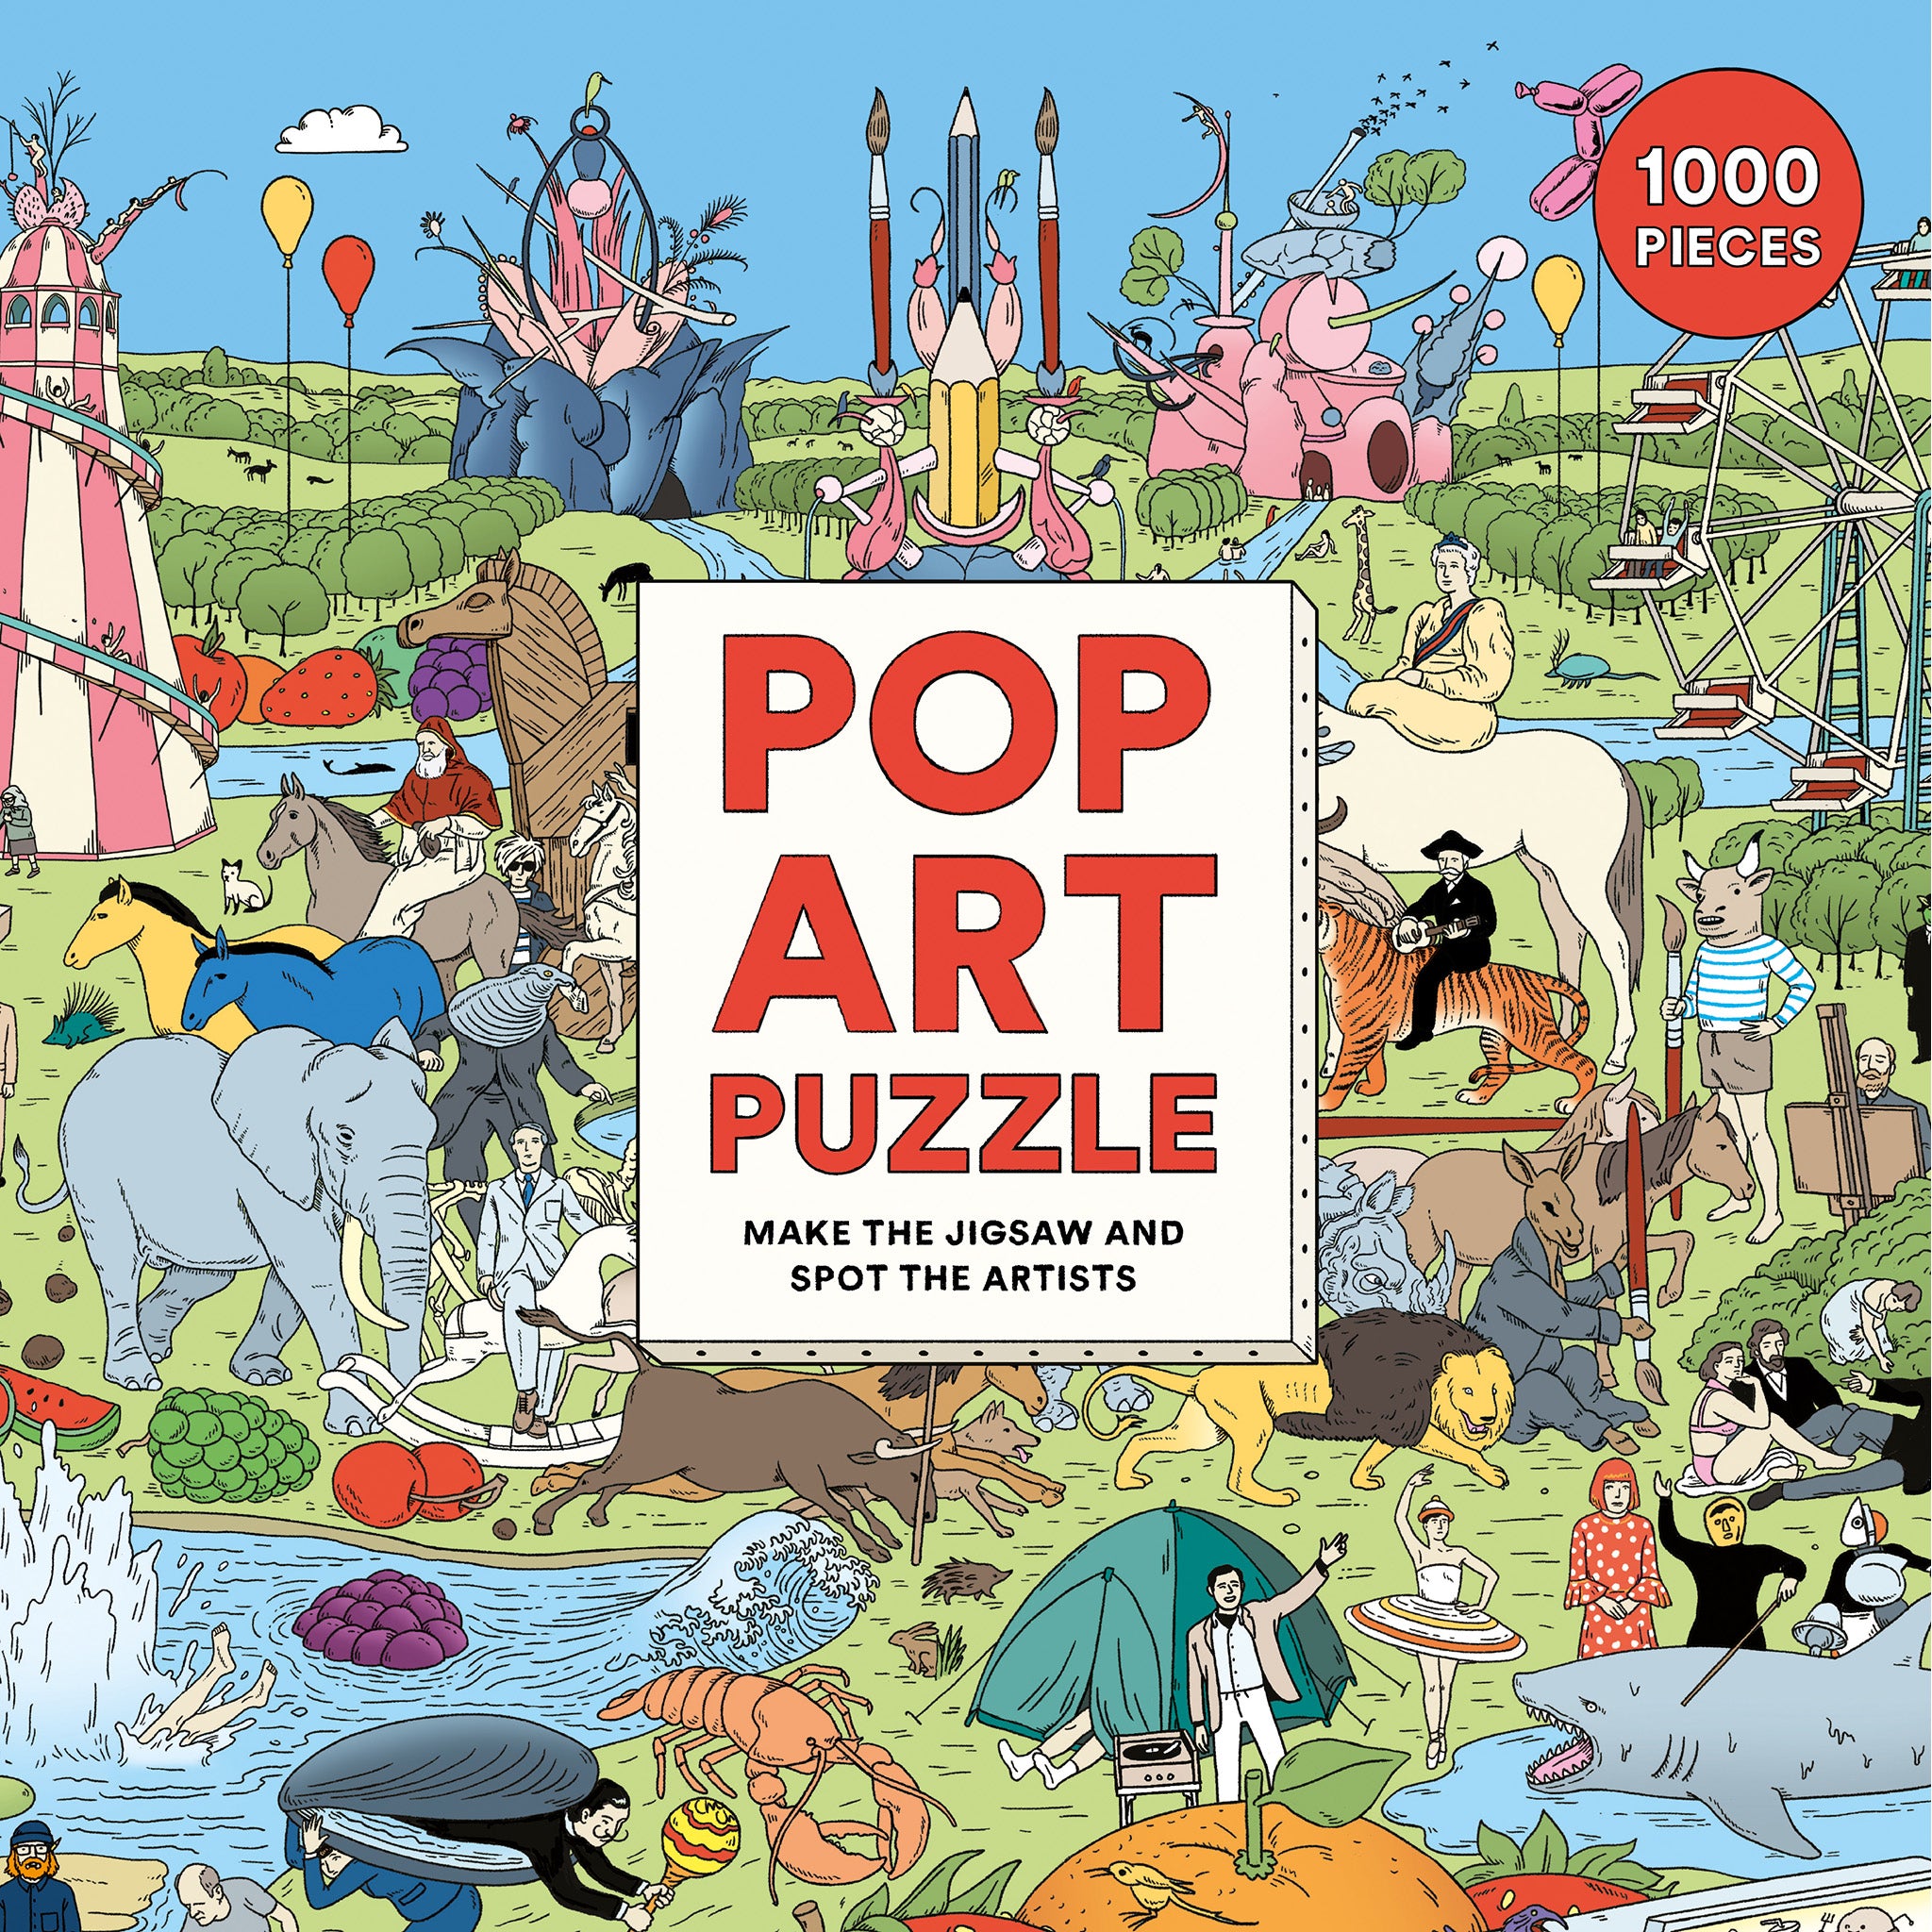 1000
PIECES
POP
ART
PUZZLE
MAKE THE JIGSAW AND
SPOT THE ARTISTS